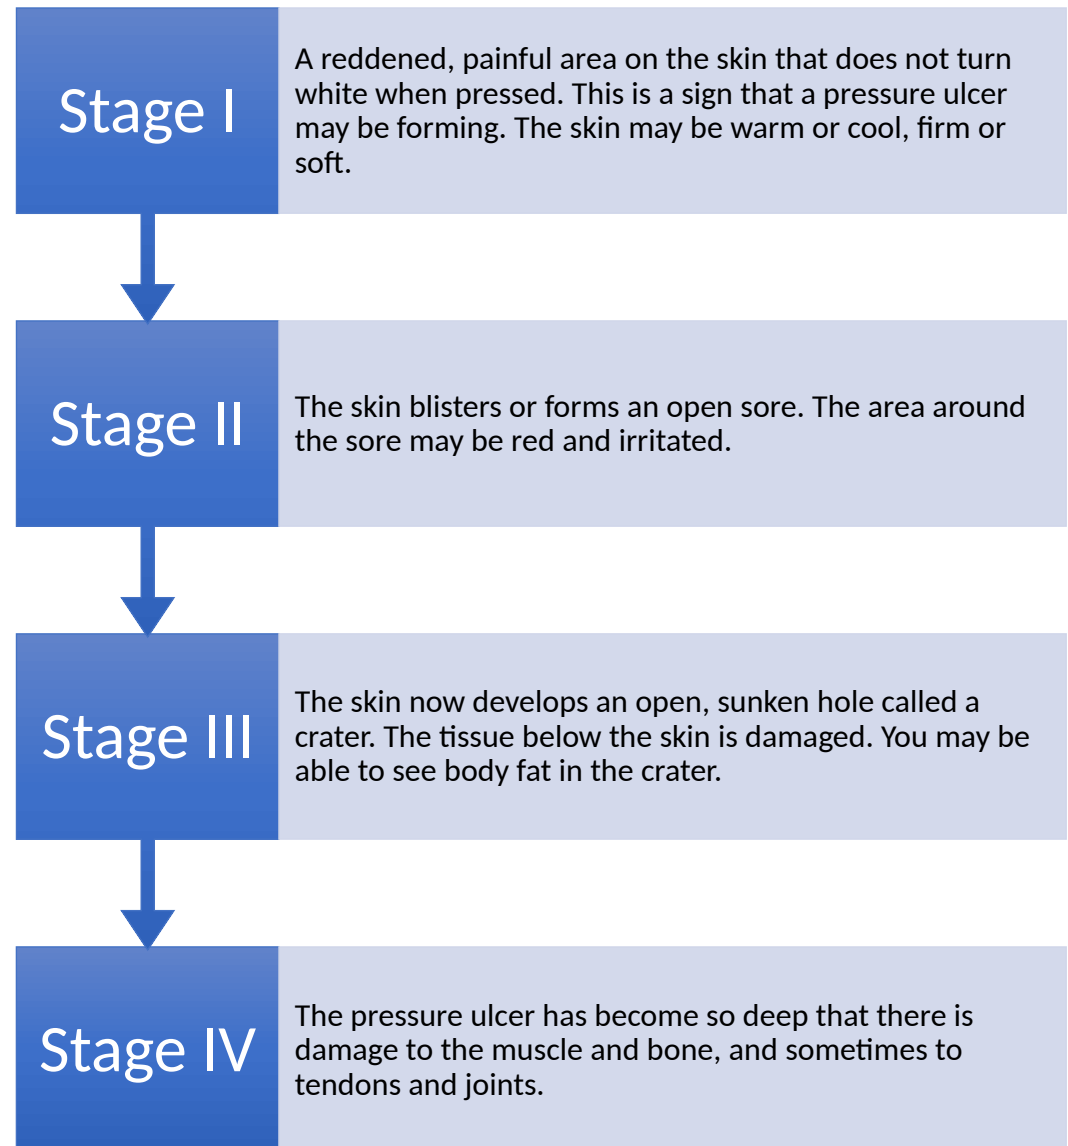 Stage I
A reddened, painful area on the skin that does not turn
white when pressed. This is a sign that a pressure ulcer
may be forming. The skin may be warm or cool, firm or
soft.
Stage II
The skin blisters or forms an open sore. The area around
the sore may be red and irritated.
Stage III
The skin now develops an open, sunken hole called a
crater. The tissue below the skin is damaged. You may be
able to see body fat in the crater.
Stage IV
The pressure ulcer has become so deep that there is
damage to the muscle and bone, and sometimes to
tendons and joints.